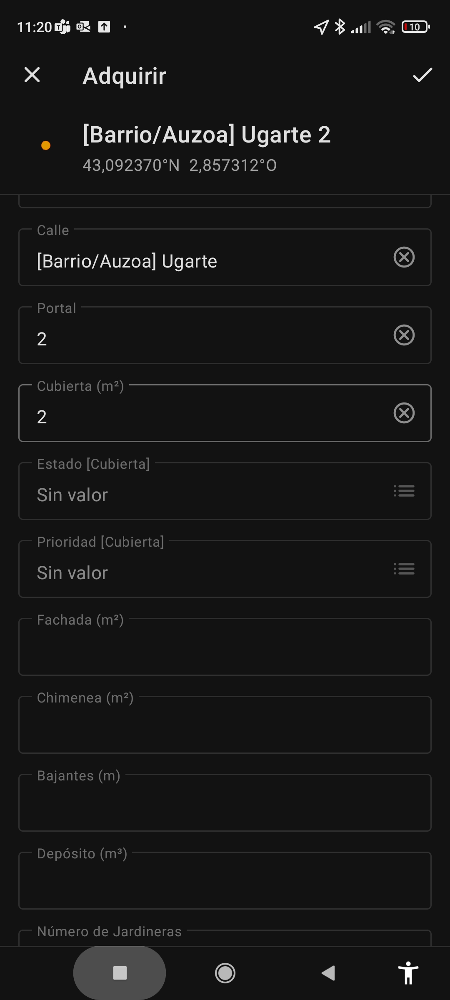 11:20
10
Adquirir
[Barrio/Auzoa] Ugarte 2
43,092370°N 2,857312°O
Calle
[Barrio/Auzoa] Ugarte
Portal
2
Cubierta (m²)
2
Estado [Cubierta]
Sin valor
Prioridad [Cubierta]
Sin valor
Fachada (m²)
Chimenea (m²)
Bajantes (m)
Depósito (m³)
Número de Jardineras